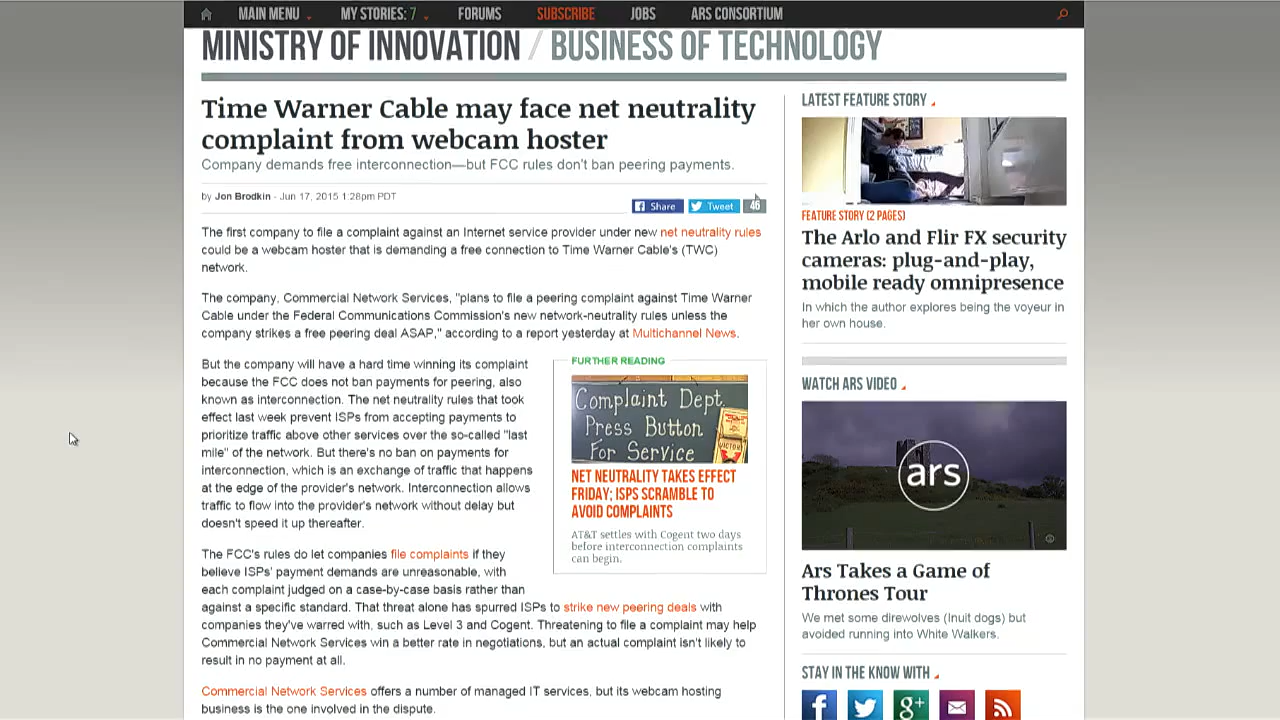 MAIN MENU MY STORIES: 7 FORUMS SUBSCRIBE JOBS ARS CONSORTIUM
MINISTRY OF INNOVATION / BUSINESS OF TECHNOLOGY
Time Warner Cable may face net neutrality
complaint from webcam hoster
Company demands free interconnection—but FCC rules don't ban peering payments.
by Jon Brodkin - Jun 17, 2015 1:28pm PDT
Share Tweet 46
The first company to file a complaint against an Internet service provider under new net neutrality rules
could be a webcam hoster that is demanding a free connection to Time Warner Cable's (TWC)
network.
The company, Commercial Network Services, "plans to file a peering complaint against Time Warner
Cable under the Federal Communications Commission's new network-neutrality rules unless the
company strikes a free peering deal ASAP," according to a report yesterday at Multichannel News.
But the company will have a hard time winning its complaint
because the FCC does not ban payments for peering, also
known as interconnection. The net neutrality rules that took
effect last week prevent ISPs from accepting payments to
prioritize traffic above other services over the so-called "last
mile" of the network. But there's no ban on payments for
interconnection, which is an exchange of traffic that happens
at the edge of the provider's network. Interconnection allows
traffic to flow into the provider's network without delay but
doesn't speed it up thereafter.
FURTHER READING
Complaint Dept.
Press Button
For Service
VICTOR
NET NEUTRALITY TAKES EFFECT
FRIDAY; ISPS SCRAMBLE TO
AVOID COMPLAINTS
AT&T settles with Cogent two days
before interconnection complaints
can begin.
The FCC's rules do let companies file complaints if they
believe ISPs' payment demands are unreasonable, with
each complaint judged on a case-by-case basis rather than
against a specific standard. That threat alone has spurred ISPs to strike new peering deals with
companies they've warred with, such as Level 3 and Cogent. Threatening to file a complaint may help
Commercial Network Services win a better rate in negotiations, but an actual complaint isn't likely to
result in no payment at all.
Commercial Network Services offers a number of managed IT services, but its webcam hosting
business is the one involved in the dispute.
LATEST FEATURE STORY
FEATURE STORY (2 PAGES)
The Arlo and Flir FX security
cameras: plug-and-play,
mobile ready omnipresence
In which the author explores being the voyeur in
her own house.
WATCH ARS VIDEO
ars
Ars Takes a Game of
Thrones Tour
We met some direwolves (Inuit dogs) but
avoided running into White Walkers.
STAY IN THE KNOW WITH
f g+